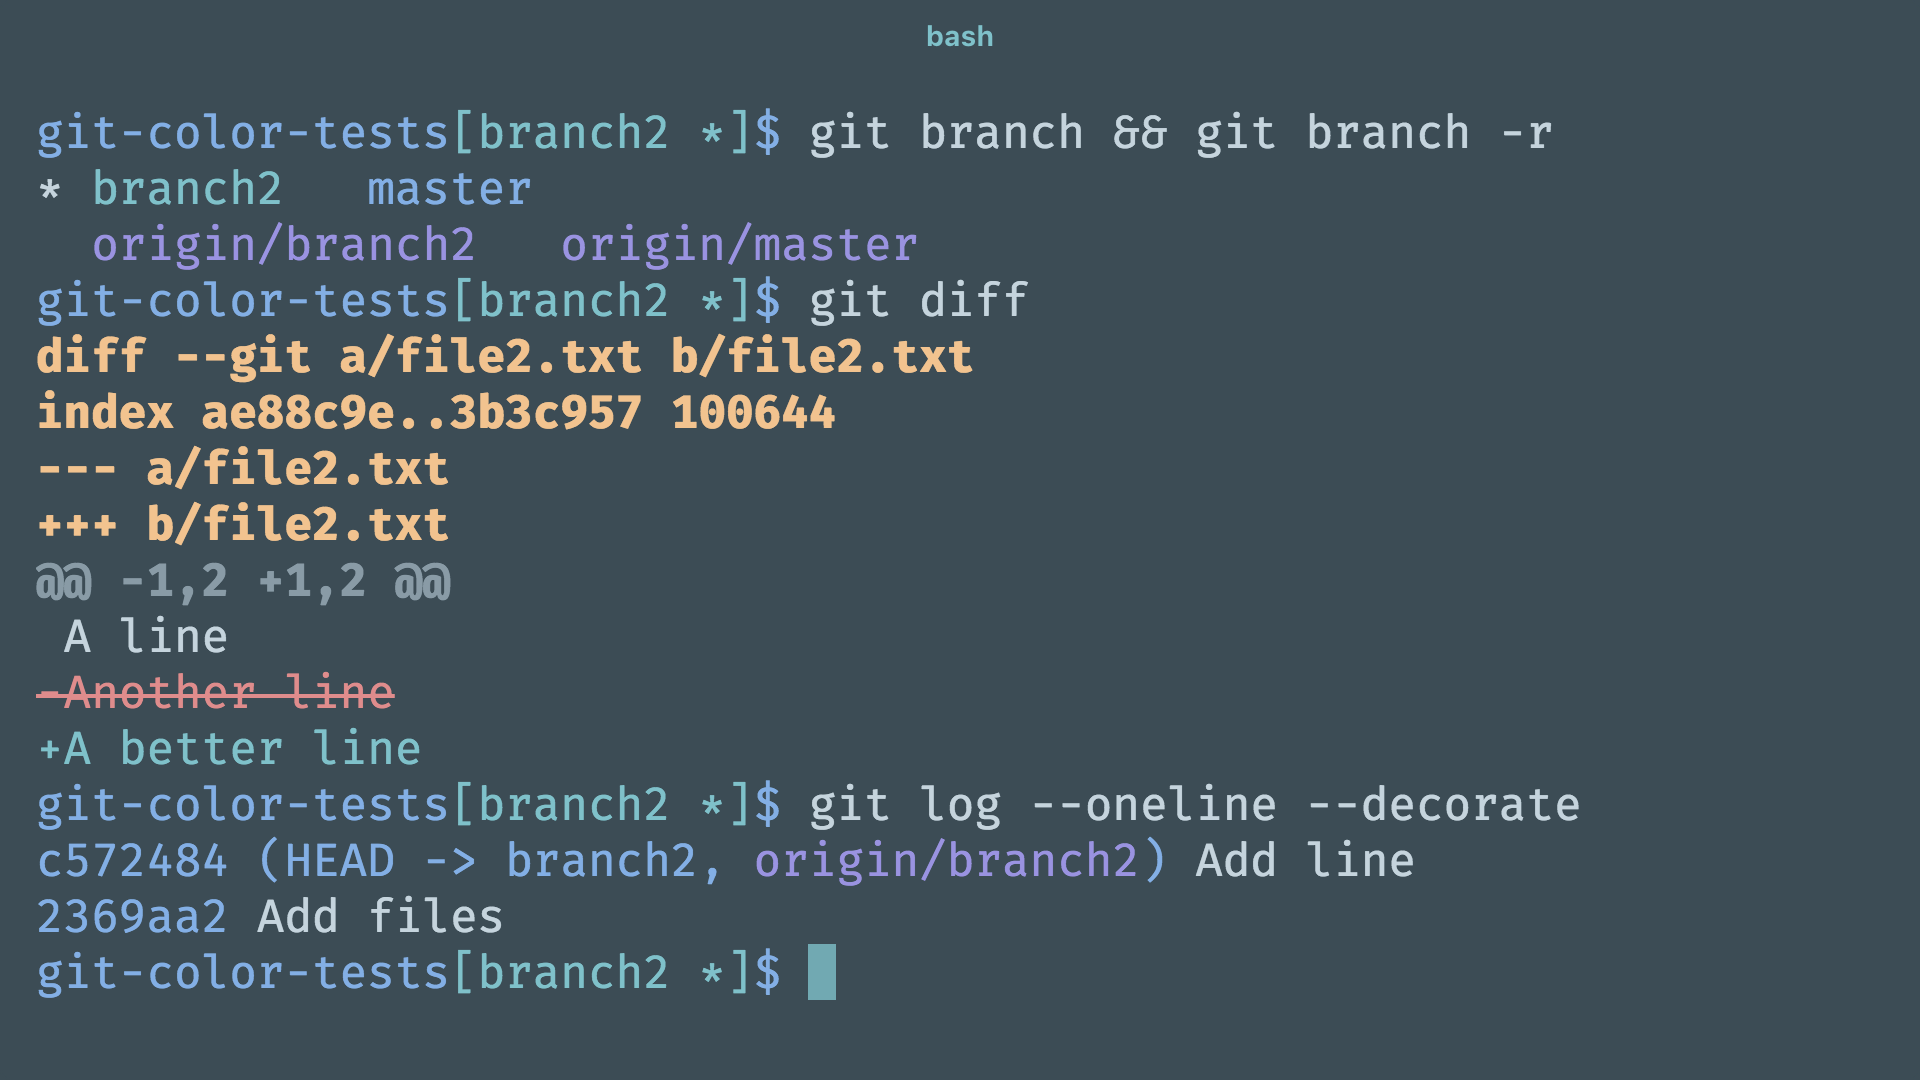 bash
git-color-tests[branch2 *]$ git branch && git branch -r
* branch2   master
  origin/branch2   origin/master
git-color-tests[branch2 *]$ git diff
diff --git a/file2.txt b/file2.txt
index ae88c9e..3b3c957 100644
--- a/file2.txt
+++ b/file2.txt
@@ -1,2 +1,2 @@
 A line
-Another line
+A better line
git-color-tests[branch2 *]$ git log --oneline --decorate
c572484 (HEAD -> branch2, origin/branch2) Add line
2369aa2 Add files
git-color-tests[branch2 *]$